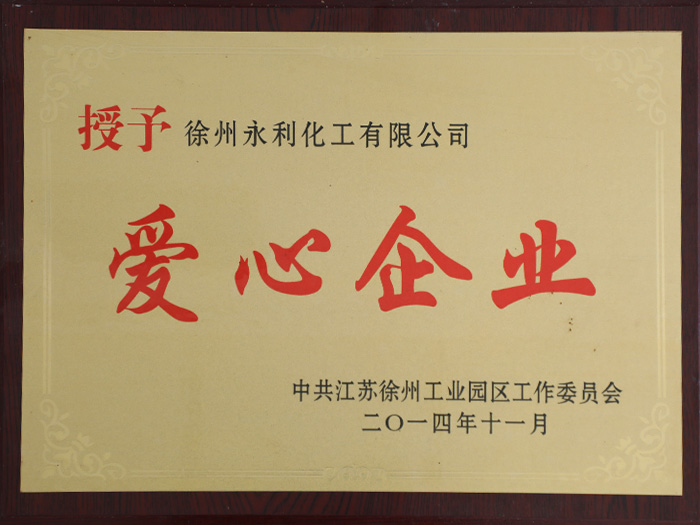 授予 徐州永利化工有限公司
爱心企业
中共江苏徐州工业园区工作委员会
二〇一四年十一月